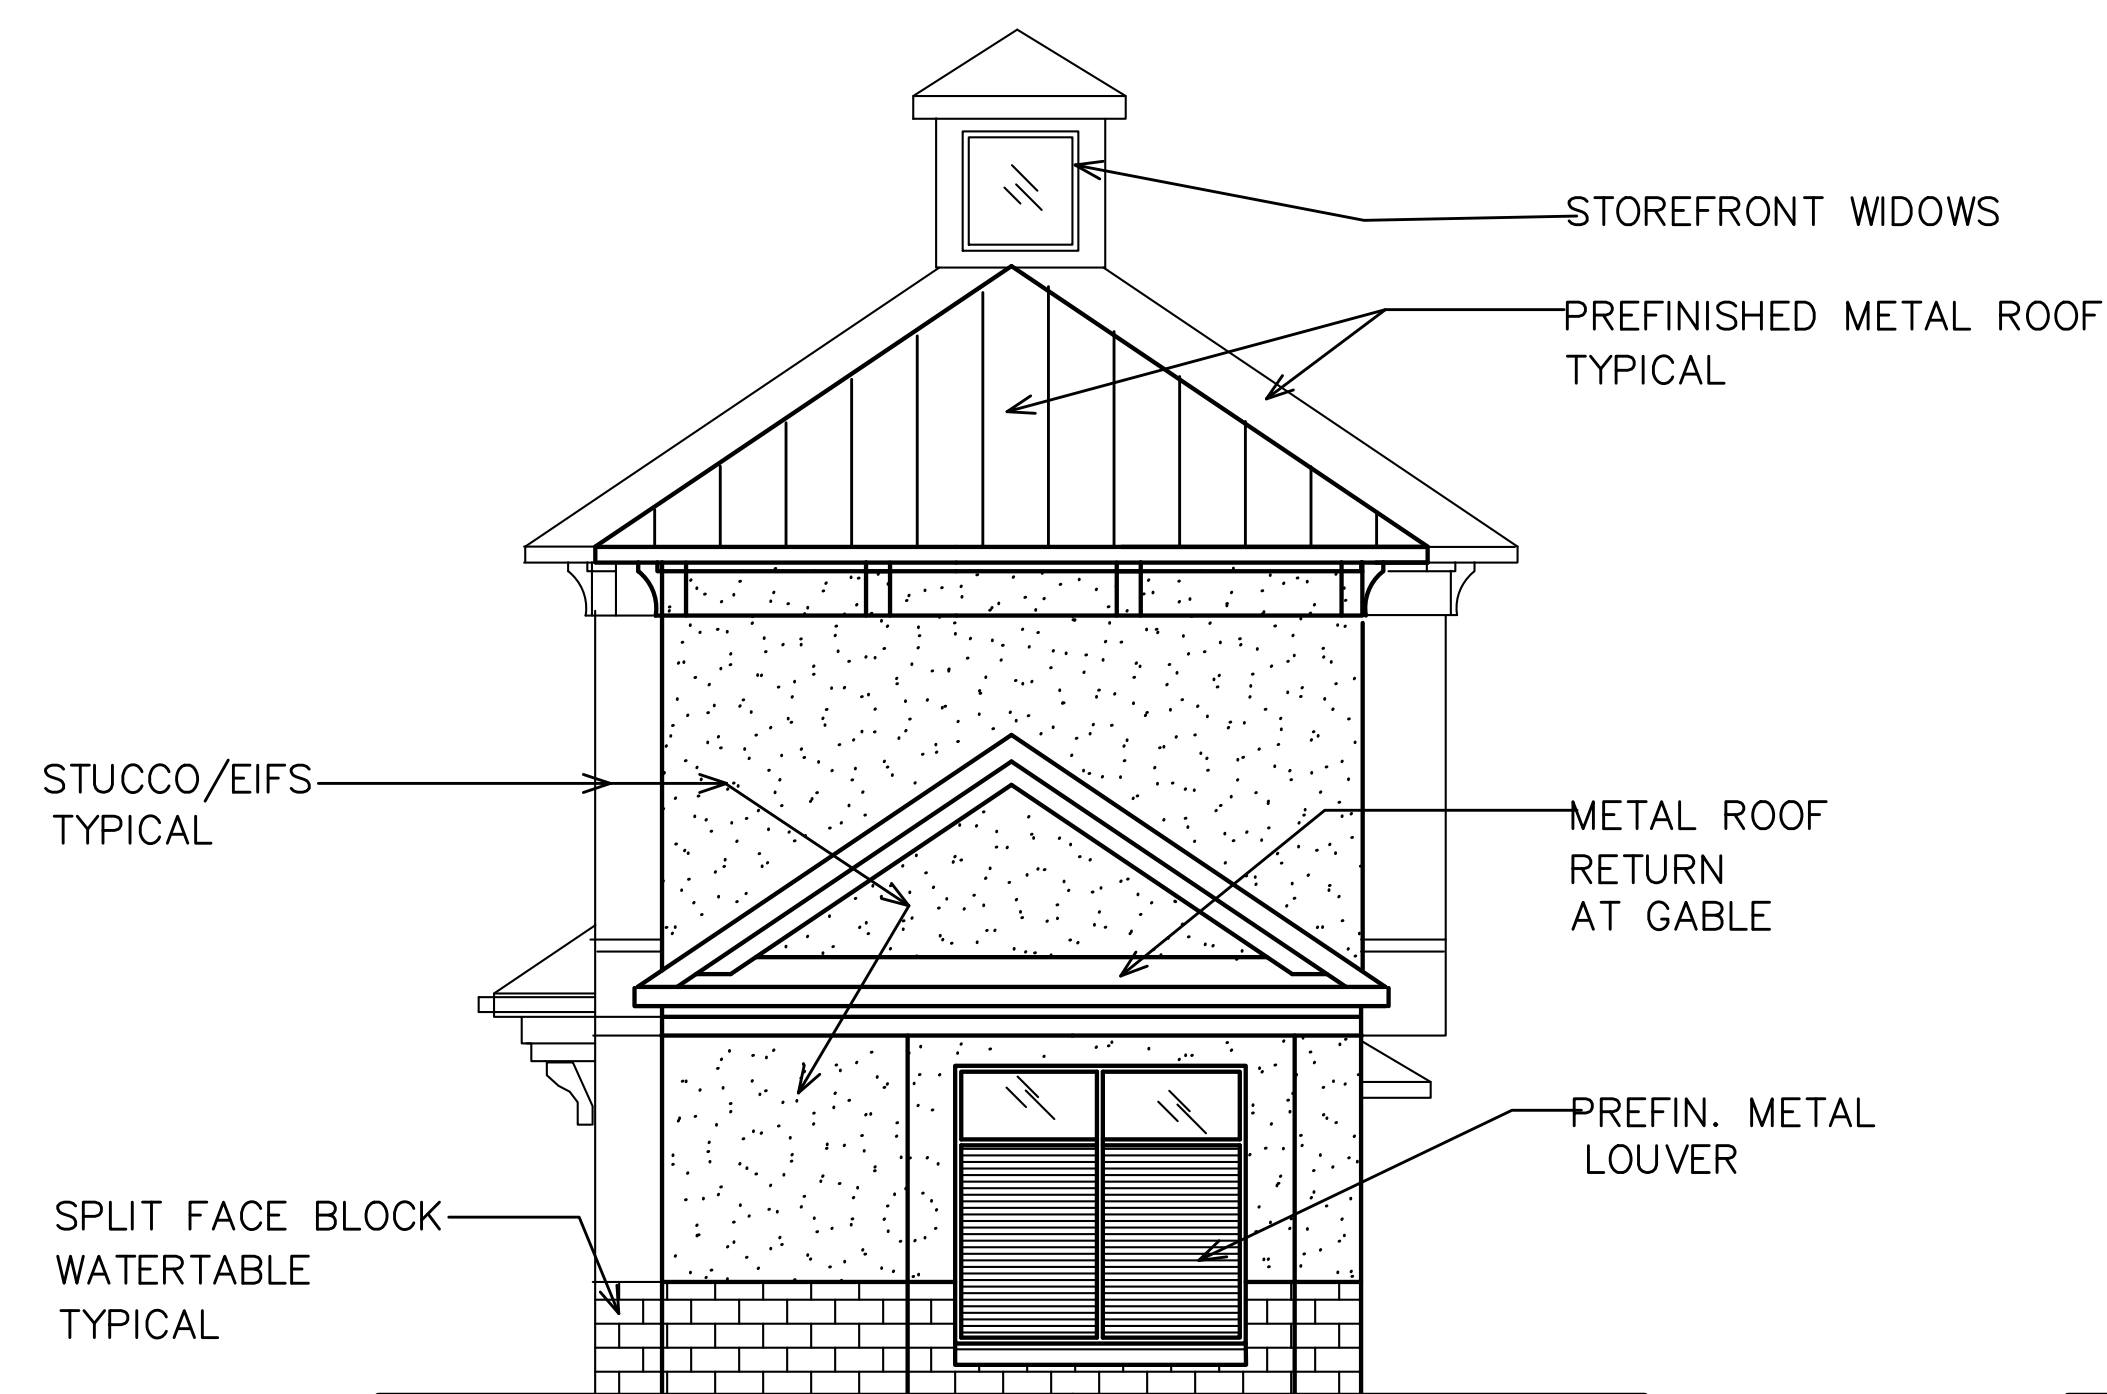 STOREFRONT WIDOWS
PREFINISHED METAL ROOF
TYPICAL
STUCCO/EIFS
TYPICAL
METAL ROOF
RETURN
AT GABLE
PREFIN. METAL
LOUVER
SPLIT FACE BLOCK
WATERTABLE
TYPICAL